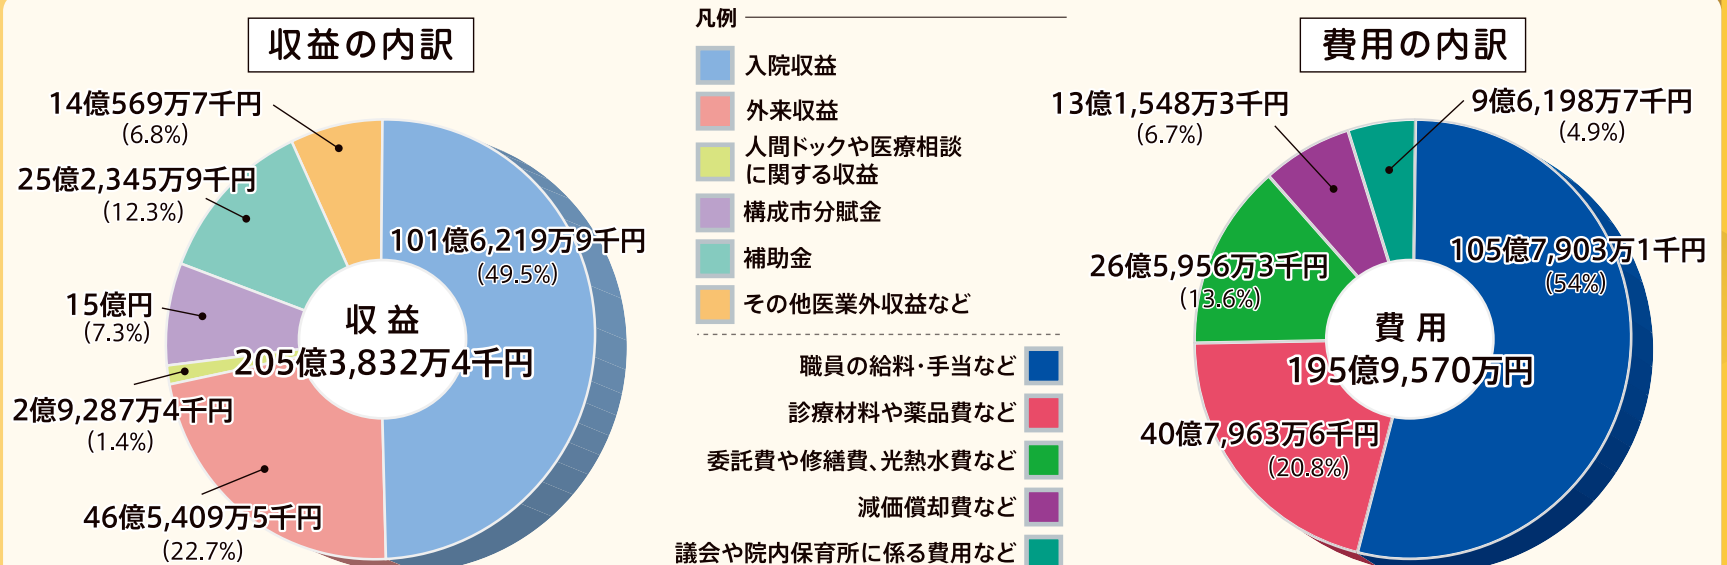 収益の内訳
14億569万7千円
(6.8%)
25億2,345万9千円
(12.3%)
15億円
(7.3%)
2億9,287万4千円
(1.4%)
46億5,409万5千円
(22.7%)
101億6,219万9千円
(49.5%)
収益
205億3,832万4千円
凡例
入院収益
外来収益
人間ドックや医療相談
に関する収益
構成市分賦金
補助金
その他医業外収益など
職員の給料・手当など
診療材料や薬品費など
委託費や修繕費、光熱水費など
減価償却費など
議会や院内保育所に係る費用など
費用の内訳
13億1,548万3千円
(6.7%)
9億6,198万7千円
(4.9%)
26億5,956万3千円
(13.6%)
105億7,903万1千円
(54%)
費用
195億9,570万円
40億7,963万6千円
(20.8%)